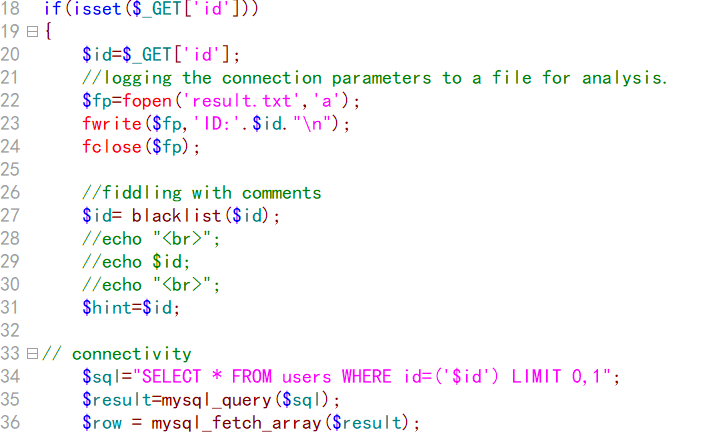 18 if(isset($_GET['id']))
19 {
20 $id=$_GET['id'];
21 //logging the connection parameters to a file for analysis.
22 $fp=fopen('result.txt','a');
23 fwrite($fp,'ID:'.$id."\n");
24 fclose($fp);
25
26 //fiddling with comments
27 $id= blacklist($id);
28 //echo "<br>";
29 //echo $id;
30 //echo "<br>";
31 $hint=$id;
32
33 // connectivity
34 $sql="SELECT * FROM users WHERE id=('$id') LIMIT 0,1";
35 $result=mysql_query($sql);
36 $row = mysql_fetch_array($result);